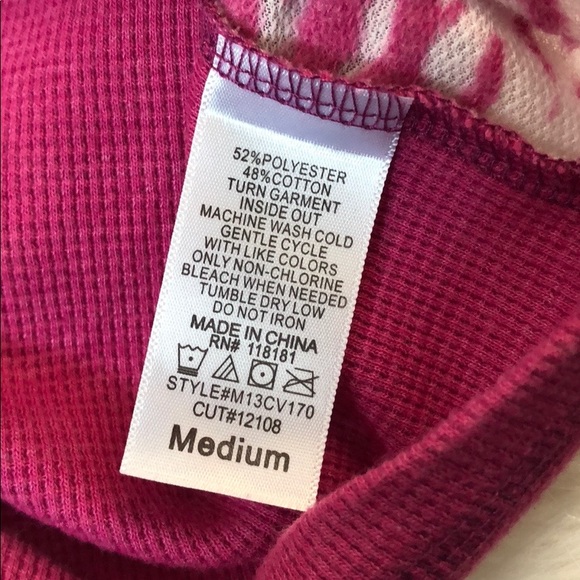 52%POLYESTER
48%COTTON
TURN GARMENT
INSIDE OUT
MACHINE WASH COLD
GENTLE CYCLE
WITH LIKE COLORS
ONLY NON-CHLORINE
BLEACH WHEN NEEDED
TUMBLE DRY LOW
DO NOT IRON
MADE IN CHINA
RN# 118181
STYLE#M13CV170
CUT#12108
Medium